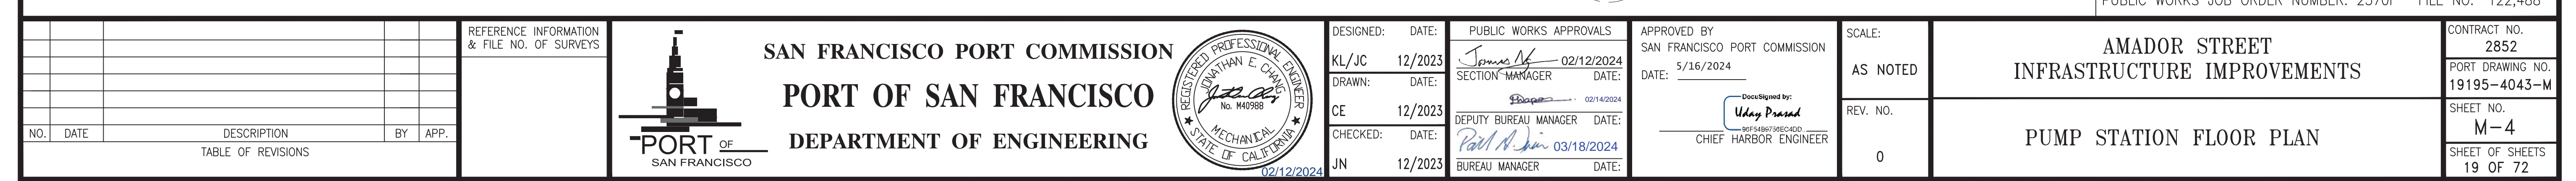 PUBLIC WORKS JOB ORDER NUMBER: 2370J FILE NO. 122,488
NO. DATE DESCRIPTION BY APP.
TABLE OF REVISIONS
REFERENCE INFORMATION
& FILE NO. OF SURVEYS
PORT OF
SAN FRANCISCO
SAN FRANCISCO PORT COMMISSION
PORT OF SAN FRANCISCO
DEPARTMENT OF ENGINEERING
REGISTERED PROFESSIONAL ENGINEER
JONATHAN E. CHANG
No. M40988
MECHANICAL
STATE OF CALIFORNIA
02/12/2024
DESIGNED: DATE:
KL/JC 12/2023
DRAWN: DATE:
CE 12/2023
CHECKED: DATE:
JN 12/2023
PUBLIC WORKS APPROVALS
02/12/2024
SECTION MANAGER DATE:
02/14/2024
DEPUTY BUREAU MANAGER DATE:
03/18/2024
BUREAU MANAGER DATE:
APPROVED BY
SAN FRANCISCO PORT COMMISSION
DATE: 5/16/2024
DocuSigned by:
Uday Prasad
96F54B9756EC4DD...
CHIEF HARBOR ENGINEER
SCALE:
AS NOTED
REV. NO.
0
AMADOR STREET
INFRASTRUCTURE IMPROVEMENTS
PUMP STATION FLOOR PLAN
CONTRACT NO.
2852
PORT DRAWING NO.
19195-4043-M
SHEET NO.
M-4
SHEET OF SHEETS
19 OF 72